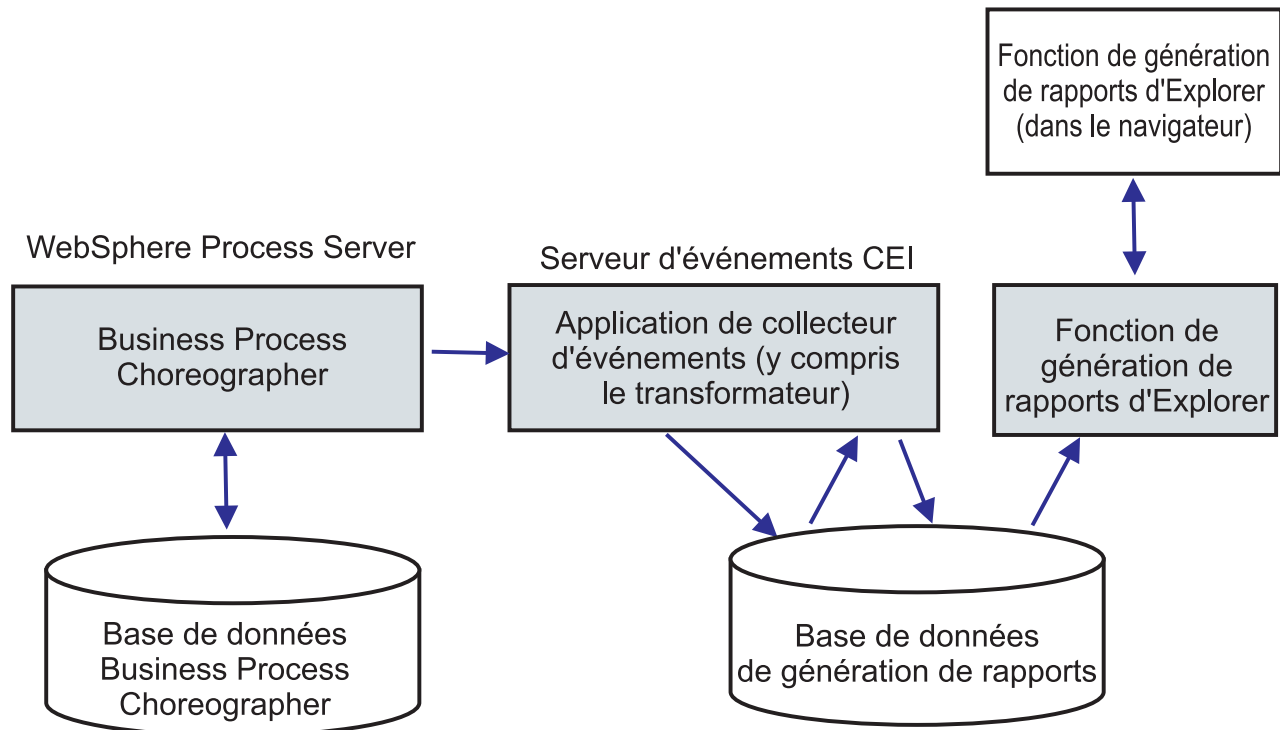 Fonction de génération
de rapports d'Explorer
(dans le navigateur)
WebSphere Process Server
Serveur d'événements CEI
Business Process
Choreographer
Application de collecteur
d'événements (y compris
le transformateur)
Fonction de
génération de
rapports d'Explorer
Base de données
Business Process
Choreographer
Base de données
de génération de rapports